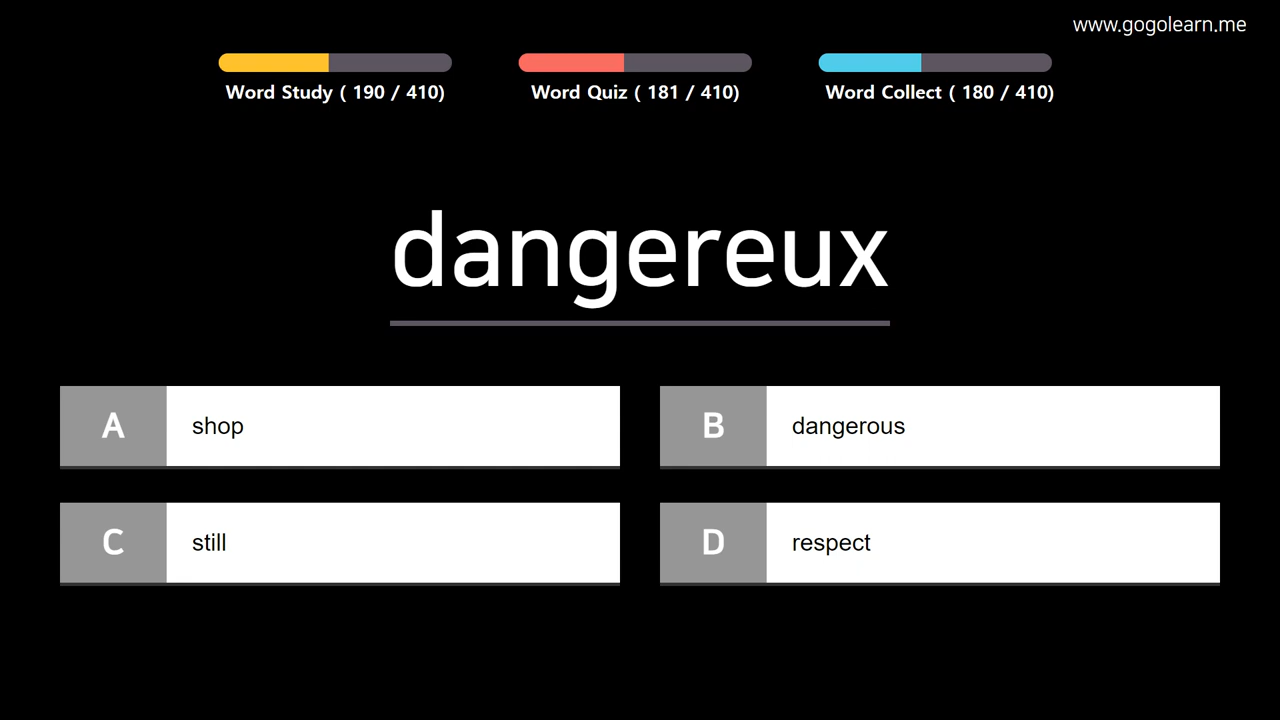 www.gogolearn.me
Word Study ( 190 / 410)
Word Quiz ( 181 / 410)
Word Collect ( 180 / 410)
dangereux
A shop
B dangerous
C still
D respect